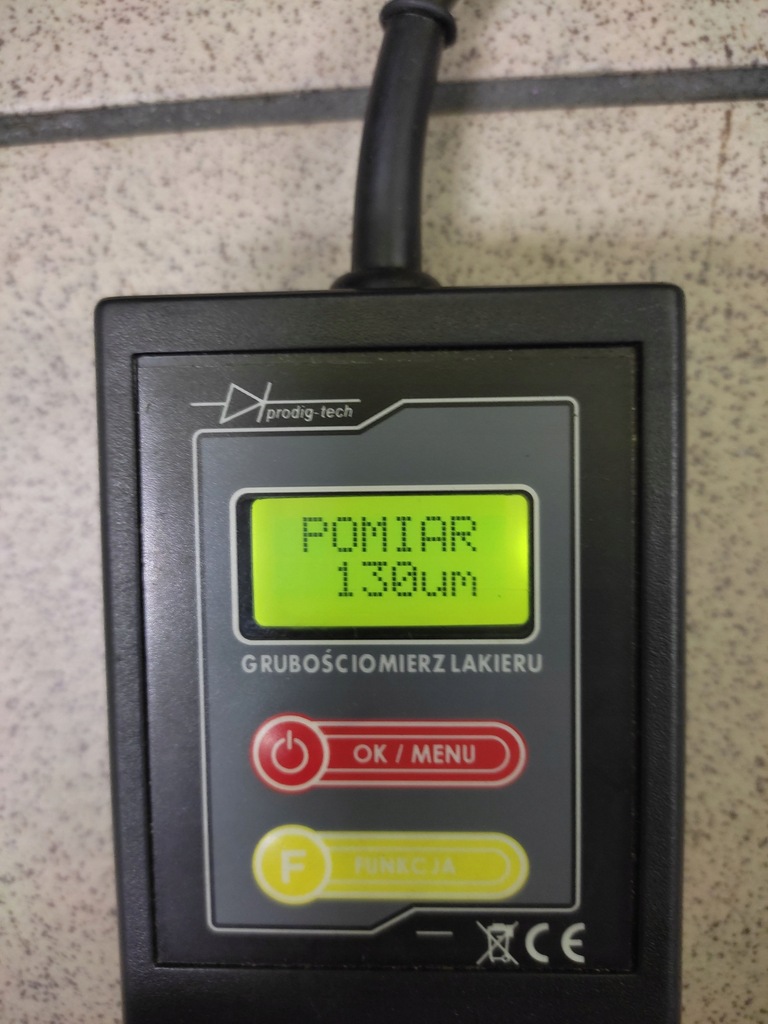 prodig-tech
POMIAR
130um
GRUBOŚCIOMIERZ LAKIERU
OK / MENU
F FUNKCJA
CE